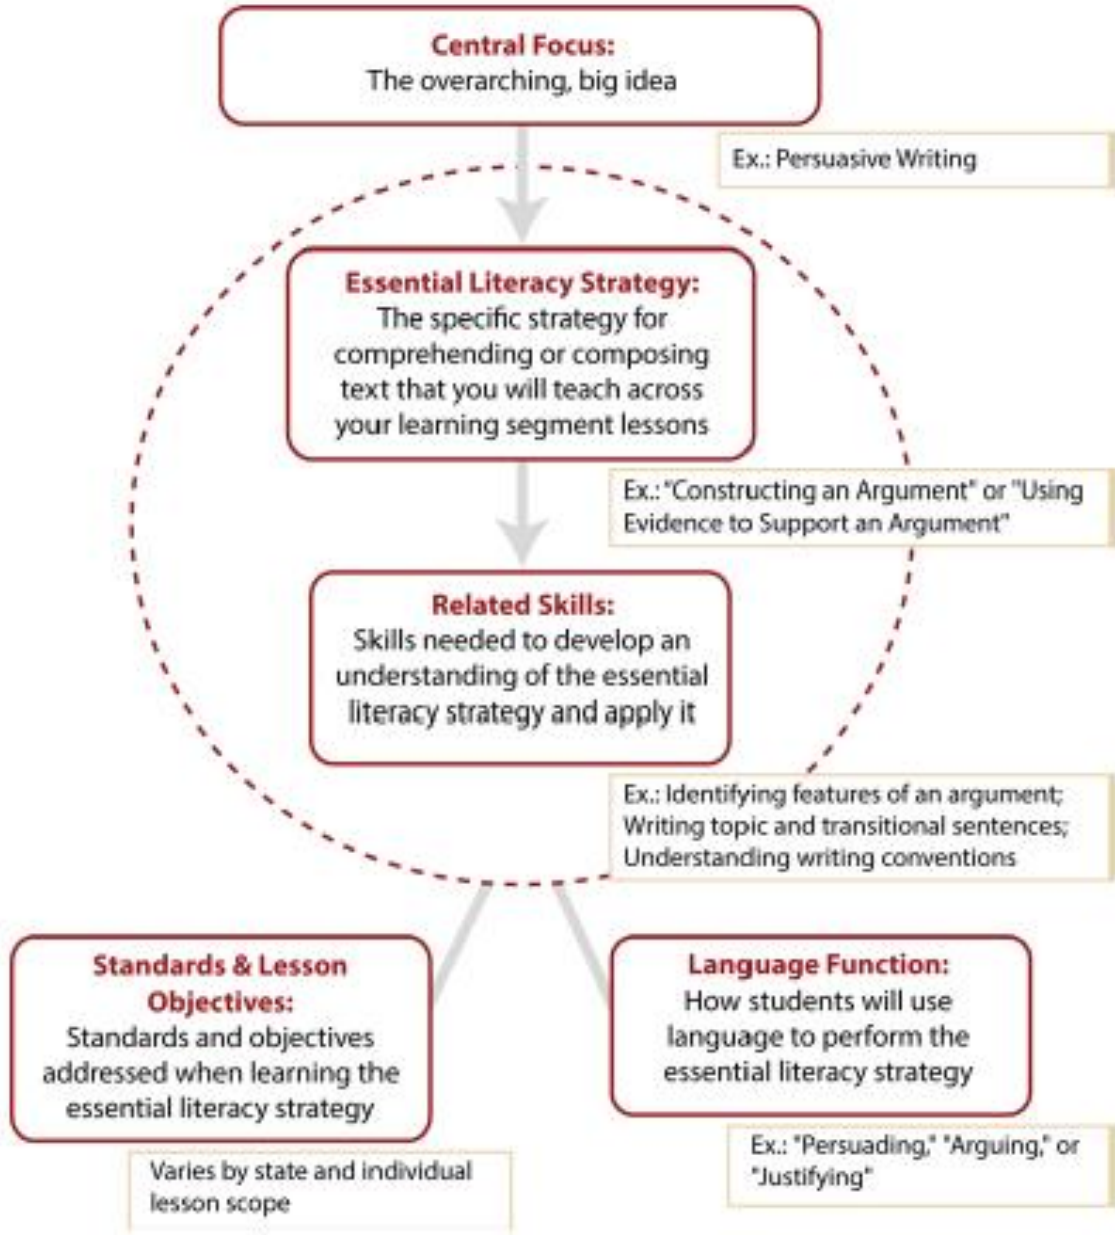 Central Focus:
The overarching, big idea
Ex.: Persuasive Writing
Essential Literacy Strategy:
The specific strategy for
comprehending or composing
text that you will teach across
your learning segment lessons
Ex.: "Constructing an Argument" or "Using
Evidence to Support an Argument"
Related Skills:
Skills needed to develop an
understanding of the essential
literacy strategy and apply it
Ex.: Identifying features of an argument;
Writing topic and transitional sentences;
Understanding writing conventions
Standards & Lesson
Objectives:
Standards and objectives
addressed when learning the
essential literacy strategy
Varies by state and individual
lesson scope
Language Function:
How students will use
language to perform the
essential literacy strategy
Ex.: "Persuading," "Arguing," or
"Justifying"